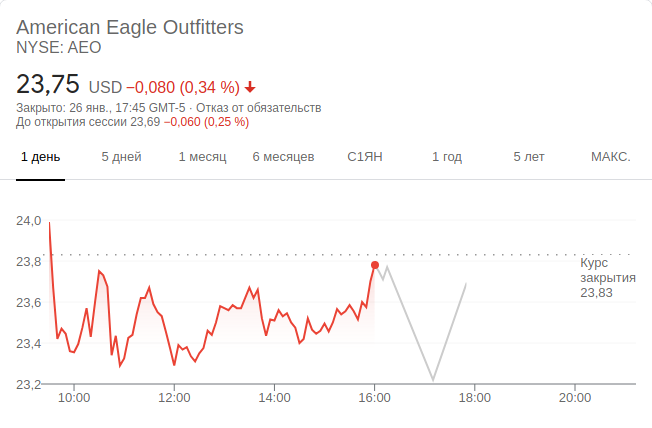 American Eagle Outfitters
NYSE: AEO
23,75 USD −0,080 (0,34 %)
Закрыто: 26 янв., 17:45 GMT-5 · Отказ от обязательств
До открытия сессии 23,69 −0,060 (0,25 %)
1 день 5 дней 1 месяц 6 месяцев С1ЯН 1 год 5 лет МАКС.
24,0
23,8
23,6
23,4
23,2
Курс
закрытия
23,83
10:00 12:00 14:00 16:00 18:00 20:00